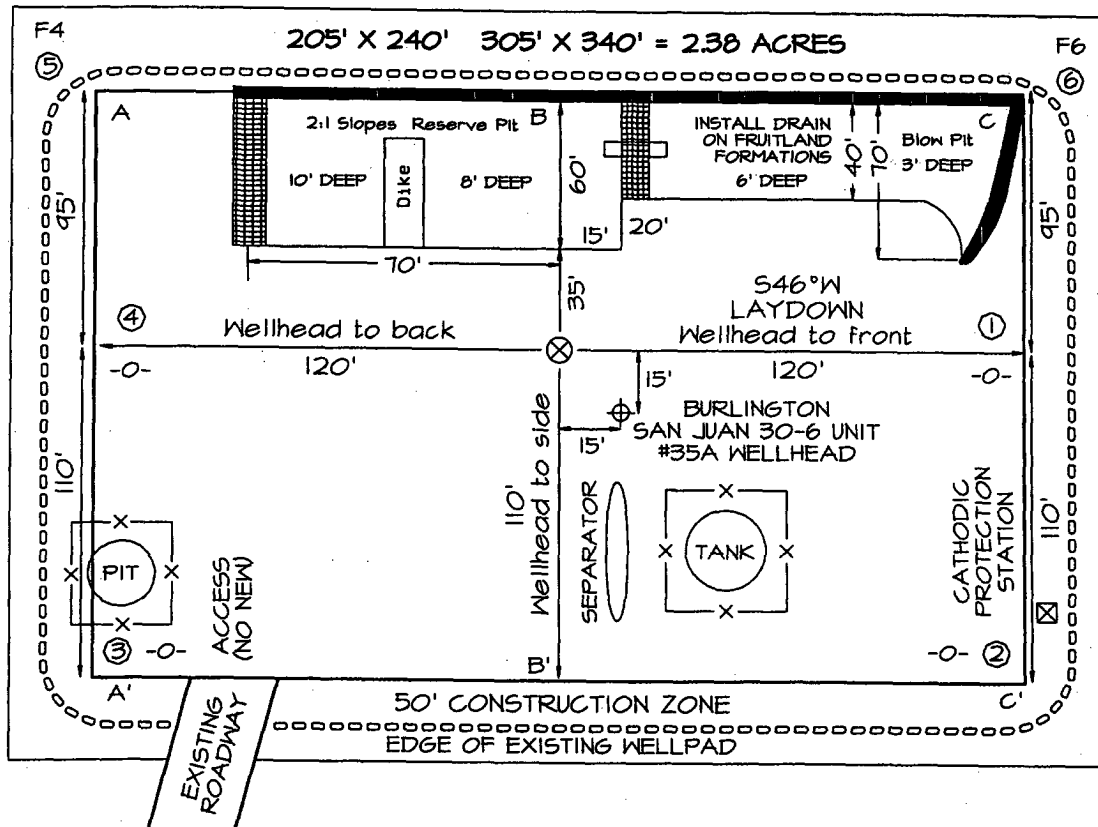 F4
205' X 240' 305' X 340' = 2.38 ACRES
F6
5
6
A
2:1 Slopes Reserve Pit
B
INSTALL DRAIN
ON FRUITLAND
FORMATIONS
6' DEEP
C
Blow Pit
3' DEEP
10' DEEP
Dike
8' DEEP
60'
40'
70'
95'
95'
15'
20'
70'
35'
S46°W
LAYDOWN
4
Wellhead to back
Wellhead to front
1
-0-
120'
120'
-0-
15'
15'
BURLINGTON
SAN JUAN 30-6 UNIT
#35A WELLHEAD
110'
110'
Wellhead to side
110'
SEPARATOR
TANK
CATHODIC
PROTECTION
STATION
PIT
ACCESS
(NO NEW)
3 -0-
-0- 2
A'
B'
C'
50' CONSTRUCTION ZONE
EDGE OF EXISTING WELLPAD
EXISTING
ROADWAY